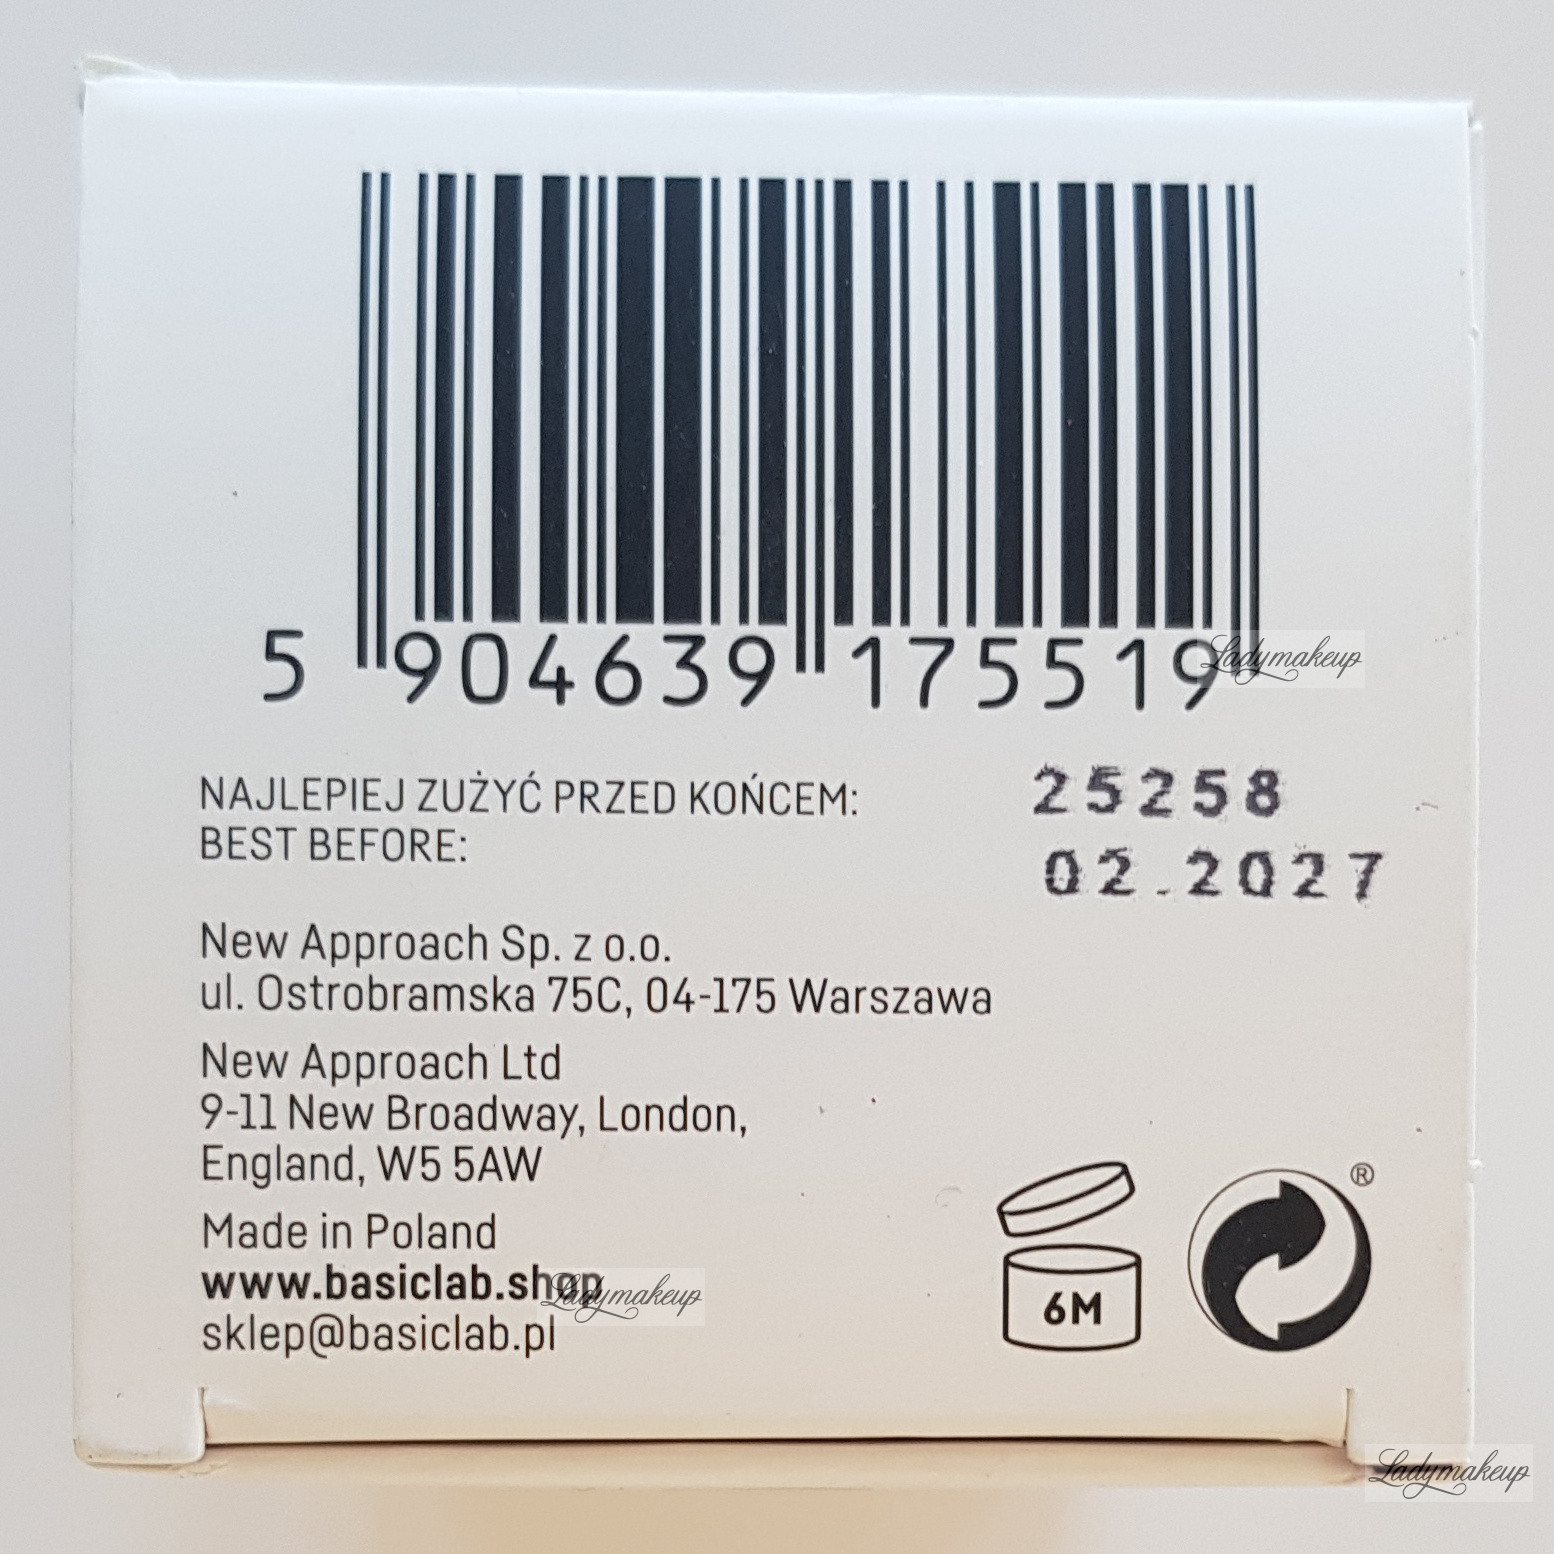 5 904639 175519
Ladymakeup
NAJLEPIEJ ZUŻYĆ PRZED KOŃCEM: 25258
BEST BEFORE: 02.2027
New Approach Sp. z o.o.
ul. Ostrobramska 75C, 04-175 Warszawa
New Approach Ltd
9-11 New Broadway, London,
England, W5 5AW
Made in Poland
www.basiclab.shop
Ladymakeup
sklep@basiclab.pl
6M
®
Ladymakeup